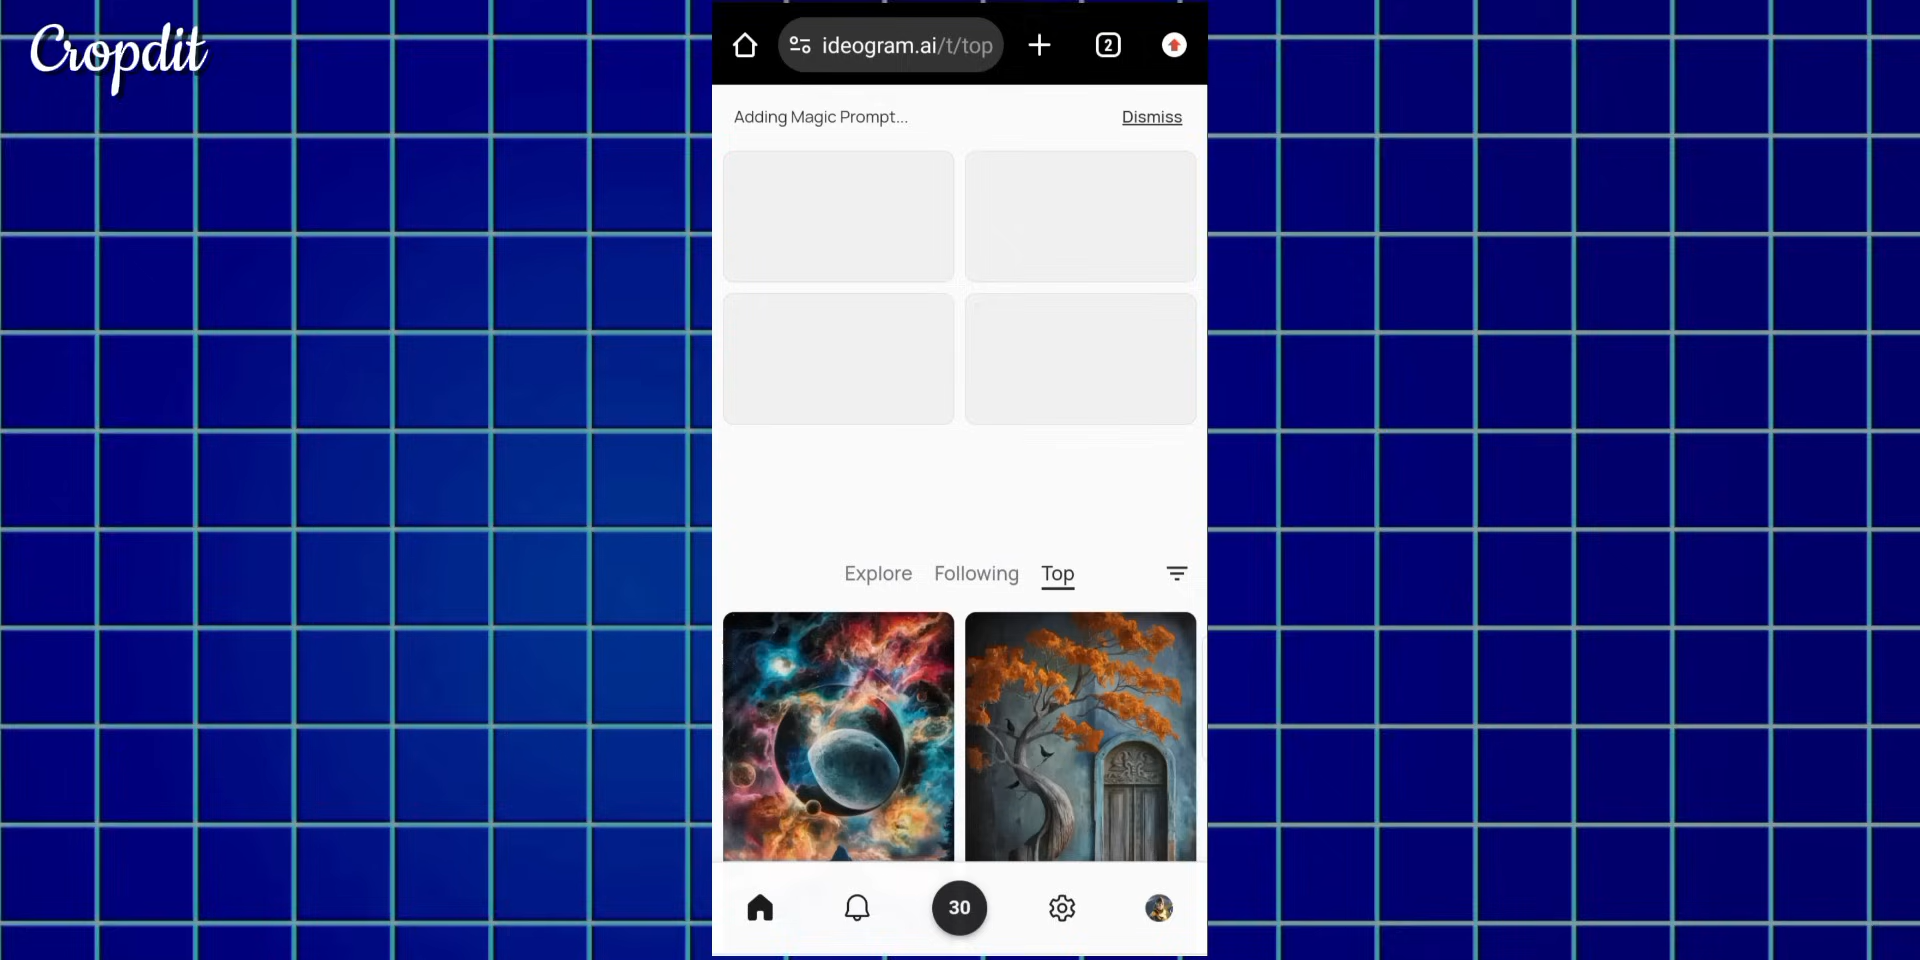 Cropdit
ideogram.ai/t/top
2
Adding Magic Prompt...
Dismiss
Explore
Following
Top
30